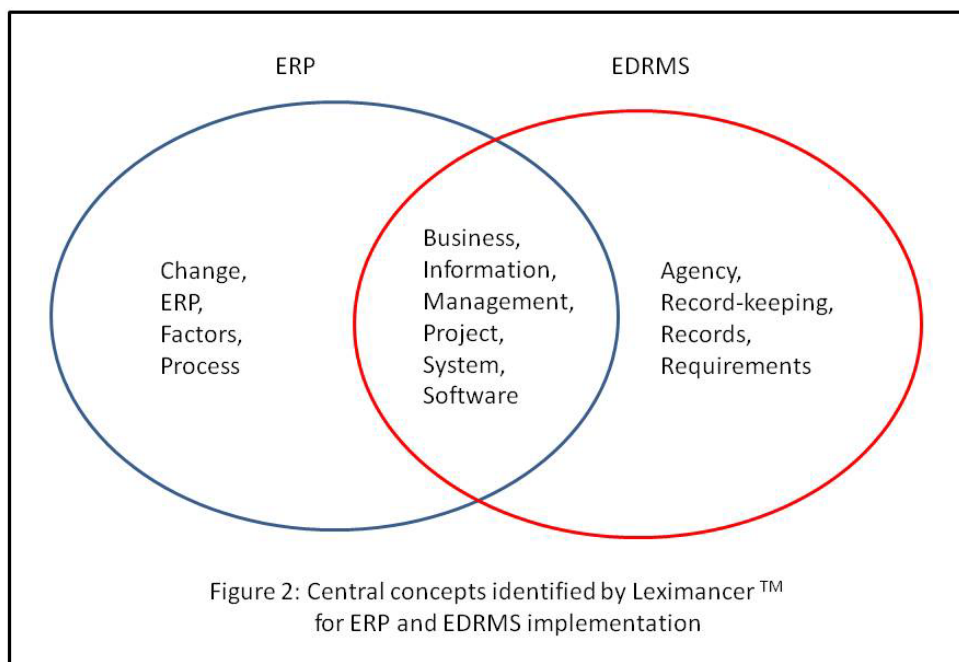 ERP
EDRMS
Change,
ERP,
Factors,
Process
Business,
Information,
Management,
Project,
System,
Software
Agency,
Record-keeping,
Records,
Requirements
Figure 2: Central concepts identified by Leximancer ™
for ERP and EDRMS implementation